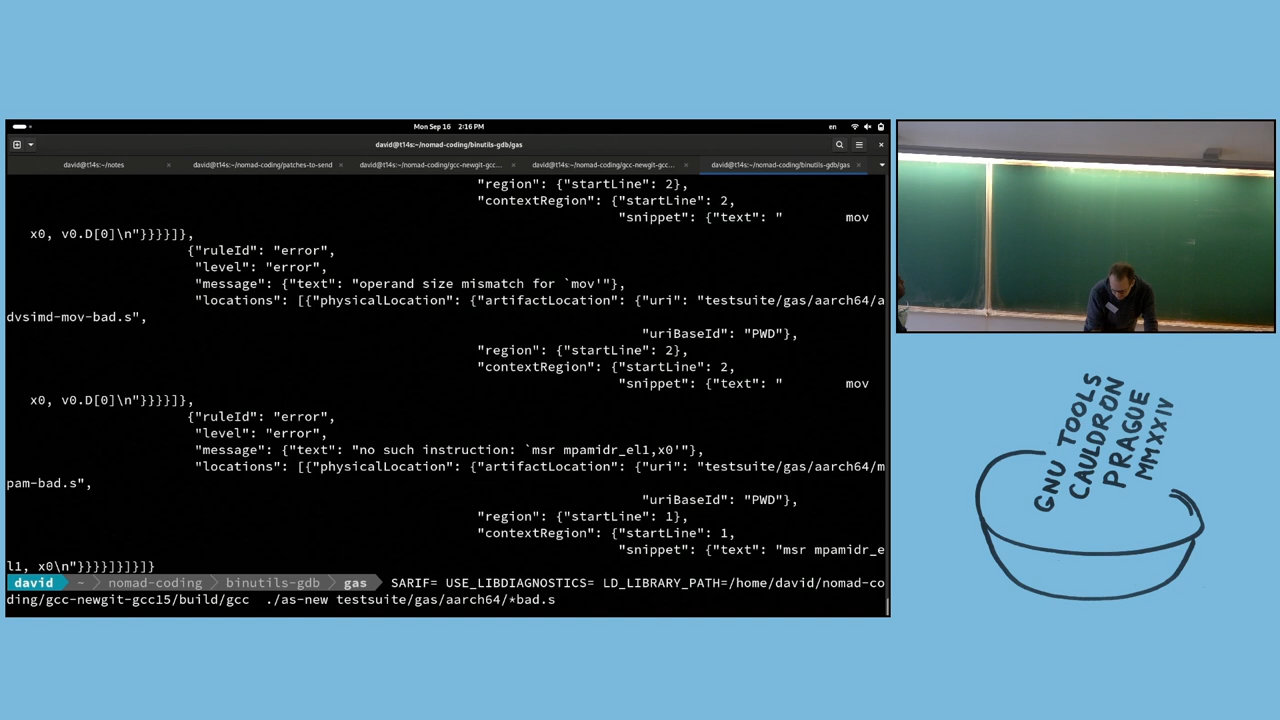 Mon Sep 16 2:16 PM
en
david@t14s:~/nomad-coding/binutils-gdb/gas
david@t14s:~/notes × david@t14s:~/nomad-coding/patches-to-send × david@t14s:~/nomad-coding/gcc-newgit-gcc... × david@t14s:~/nomad-coding/gcc-newgit-gcc... × david@t14s:~/nomad-coding/binutils-gdb/gas ×
"region": {"startLine": 2},
"contextRegion": {"startLine": 2,
"snippet": {"text": " mov
x0, v0.D[0]\n"}}}}]},
{"ruleId": "error",
"level": "error",
"message": {"text": "operand size mismatch for `mov'"},
"locations": [{"physicalLocation": {"artifactLocation": {"uri": "testsuite/gas/aarch64/a
dvsimd-mov-bad.s",
"uriBaseId": "PWD"},
"region": {"startLine": 2},
"contextRegion": {"startLine": 2,
"snippet": {"text": " mov
x0, v0.D[0]\n"}}}}]},
{"ruleId": "error",
"level": "error",
"message": {"text": "no such instruction: `msr mpamidr_el1,x0'"},
"locations": [{"physicalLocation": {"artifactLocation": {"uri": "testsuite/gas/aarch64/m
pam-bad.s",
"uriBaseId": "PWD"},
"region": {"startLine": 1},
"contextRegion": {"startLine": 1,
"snippet": {"text": "msr mpamidr_e
l1, x0\n"}}}}]}]}]}
david ~ nomad-coding binutils-gdb gas SARIF= USE_LIBDIAGNOSTICS= LD_LIBRARY_PATH=/home/david/nomad-co
ding/gcc-newgit-gcc15/build/gcc ./as-new testsuite/gas/aarch64/*bad.s
GNU TOOLS
CAULDRON
PRAGUE
MMXXIV